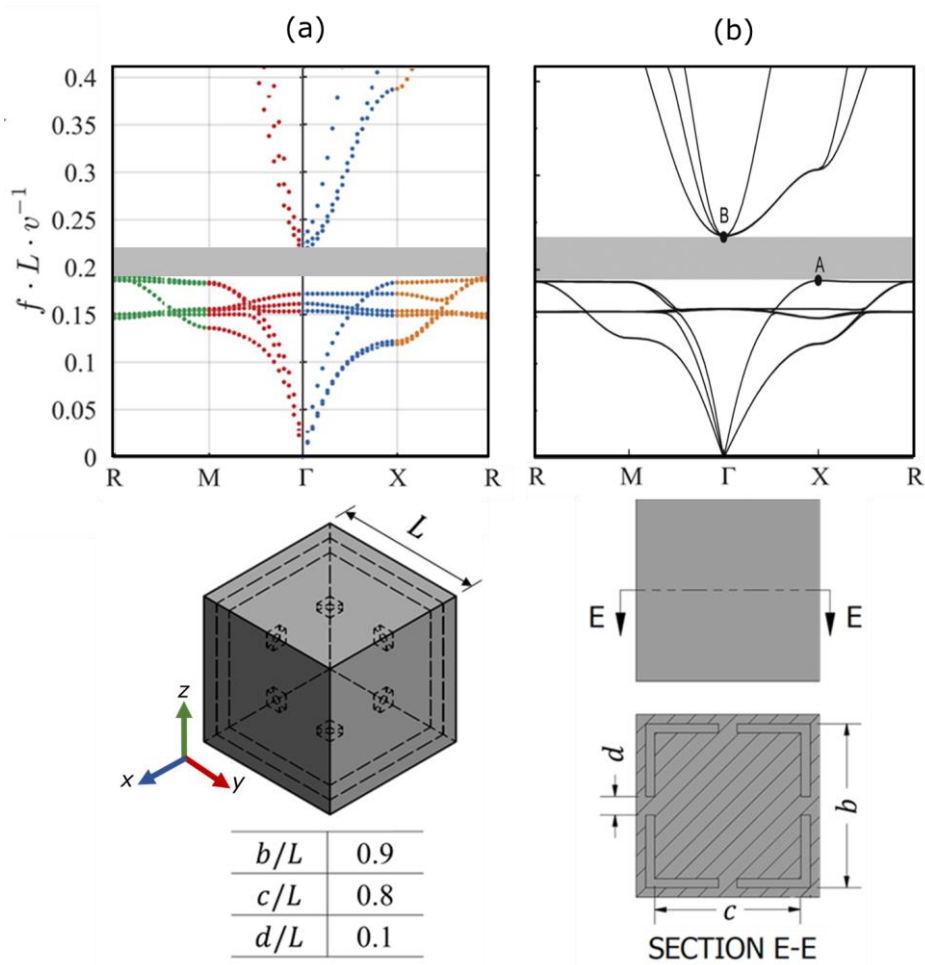 (a)
(b)
f · L · v⁻¹
0.4
0.35
0.3
0.25
0.2
0.15
0.1
0.05
0
R M Γ X R
B
A
R M Γ X R
L
z
x
y
b/L 0.9
c/L 0.8
d/L 0.1
E E
d
b
c
SECTION E-E